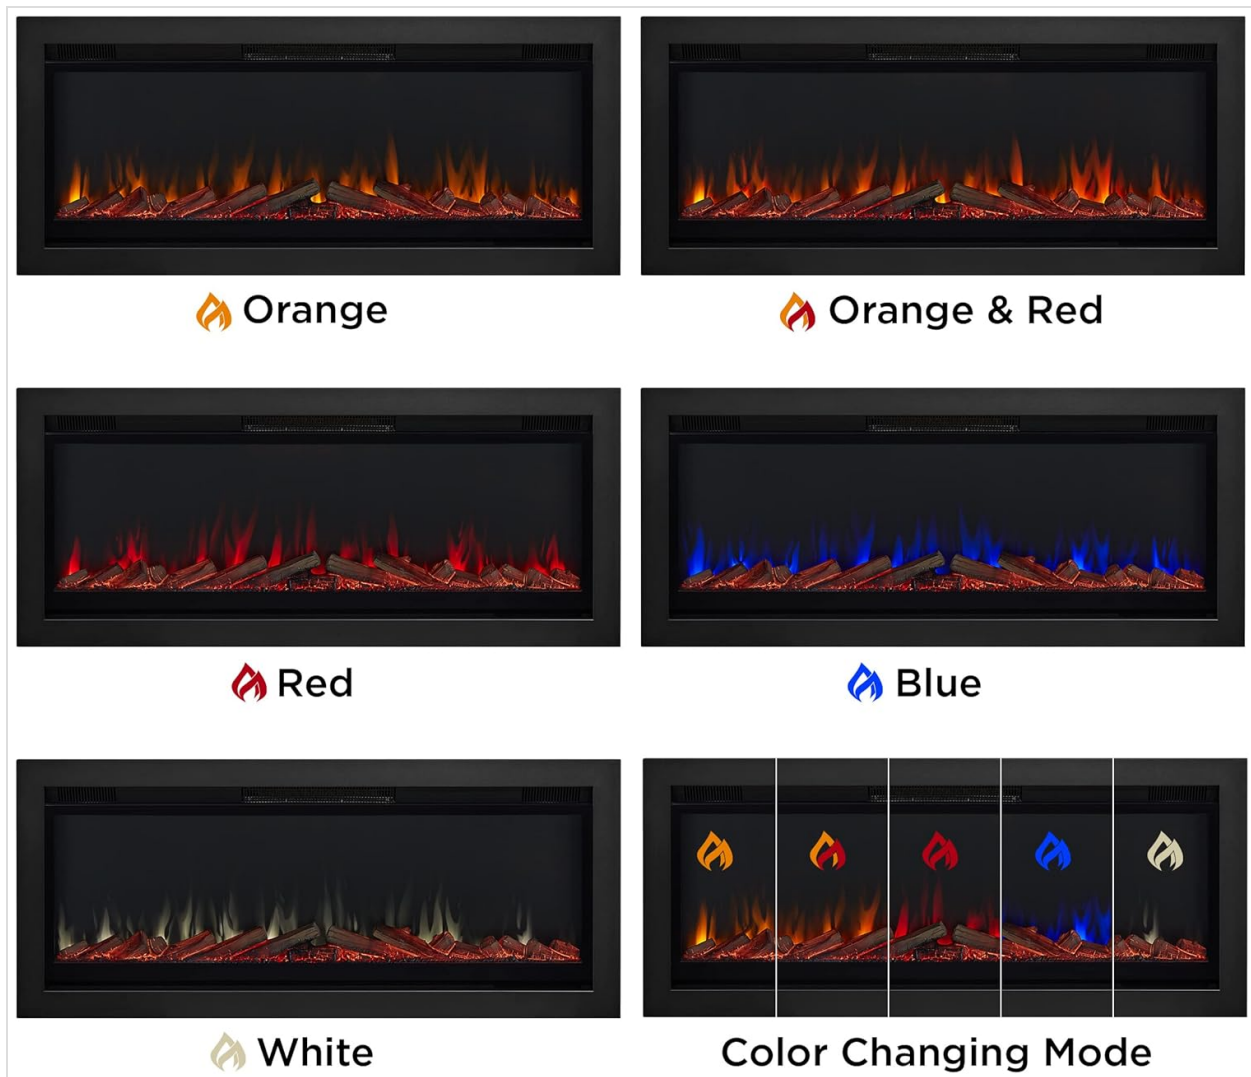 Orange
Orange & Red
Red
Blue
White
Color Changing Mode